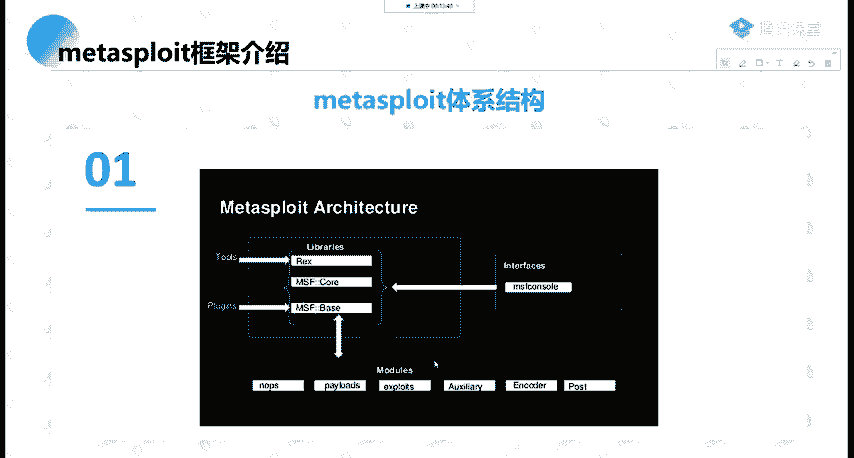 metasploit框架介绍
腾讯课堂
metasploit体系结构
01
Metasploit Architecture
Libraries
Tools
Rex
Interfaces
MSF::Core
msfconsole
Plugins
MSF::Base
Modules
nops
payloads
exploits
Auxiliary
Encoder
Post